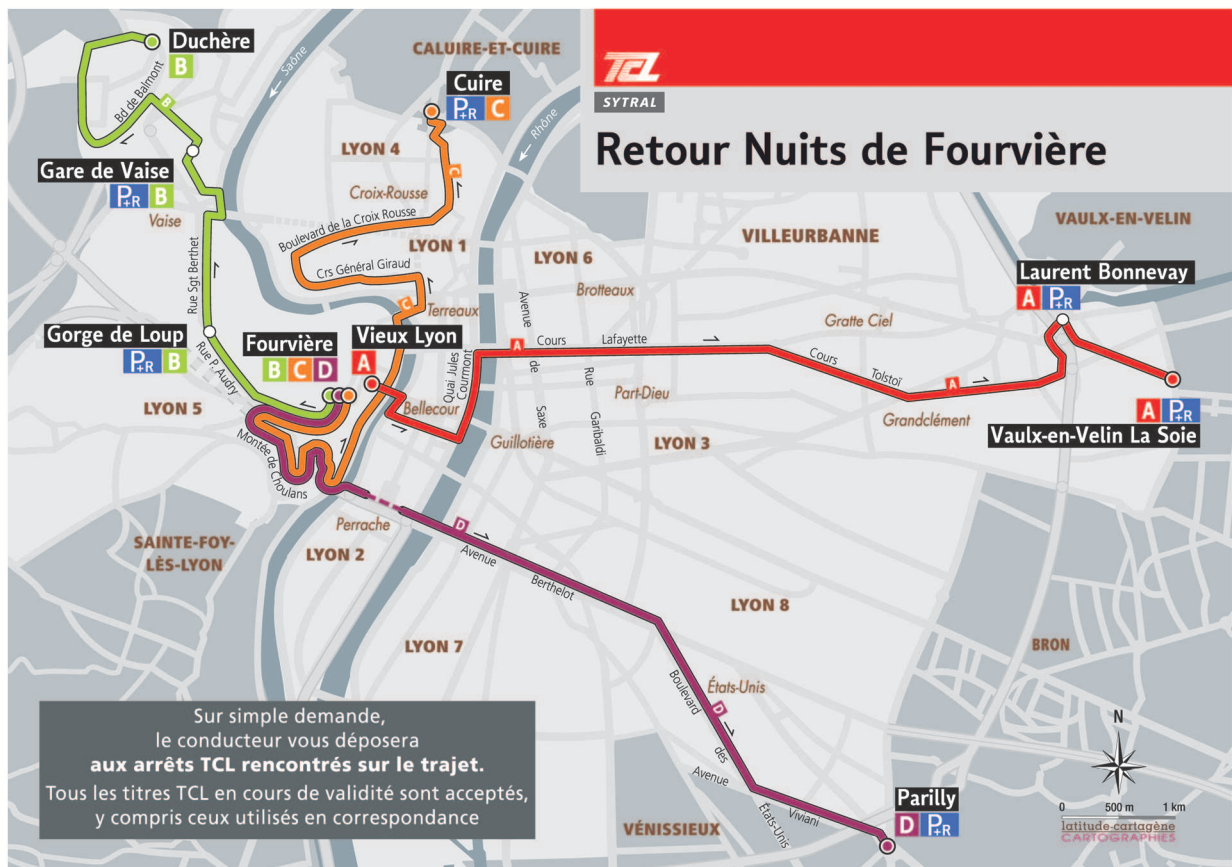 TCL
SYTRAL
Retour Nuits de Fourvière
Duchère
B
Bd de Balmont
B
Saône
CALUIRE-ET-CUIRE
Cuire
P+R C
Rhône
LYON 4
C
Gare de Vaise
P+R B
Croix-Rousse
Vaise
Boulevard de la Croix Rousse
LYON 1
Crs Général Giraud
Rue Sgt Berthet
C
Terreaux
LYON 6
Brotteaux
VILLEURBANNE
VAULX-EN-VELIN
Laurent Bonnevay
A P+R
Gratte Ciel
Gorge de Loup
P+R B
Rue P. Audry
Fourvière
B C D
Vieux Lyon
A
Quai Jules
Courmont
Avenue
de
Saxe
A
Cours
Lafayette
Rue
Garibaldi
Part-Dieu
Cours
Tolstoï
A
Grandclément
A P+R
Vaulx-en-Velin La Soie
LYON 5
Bellecour
Guillotière
LYON 3
Montée de Choulans
Perrache
LYON 2
SAINTE-FOY-
LÈS-LYON
D
Avenue
Berthelot
LYON 8
LYON 7
BRON
États-Unis
D
Boulevard
des
États-Unis
Avenue
Viviani
Parilly
D P+R
VÉNISSIEUX
Sur simple demande,
le conducteur vous déposera
aux arrêts TCL rencontrés sur le trajet.
Tous les titres TCL en cours de validité sont acceptés,
y compris ceux utilisés en correspondance
N
0 500 m 1 km
latitude-cartagène
CARTOGRAPHIES